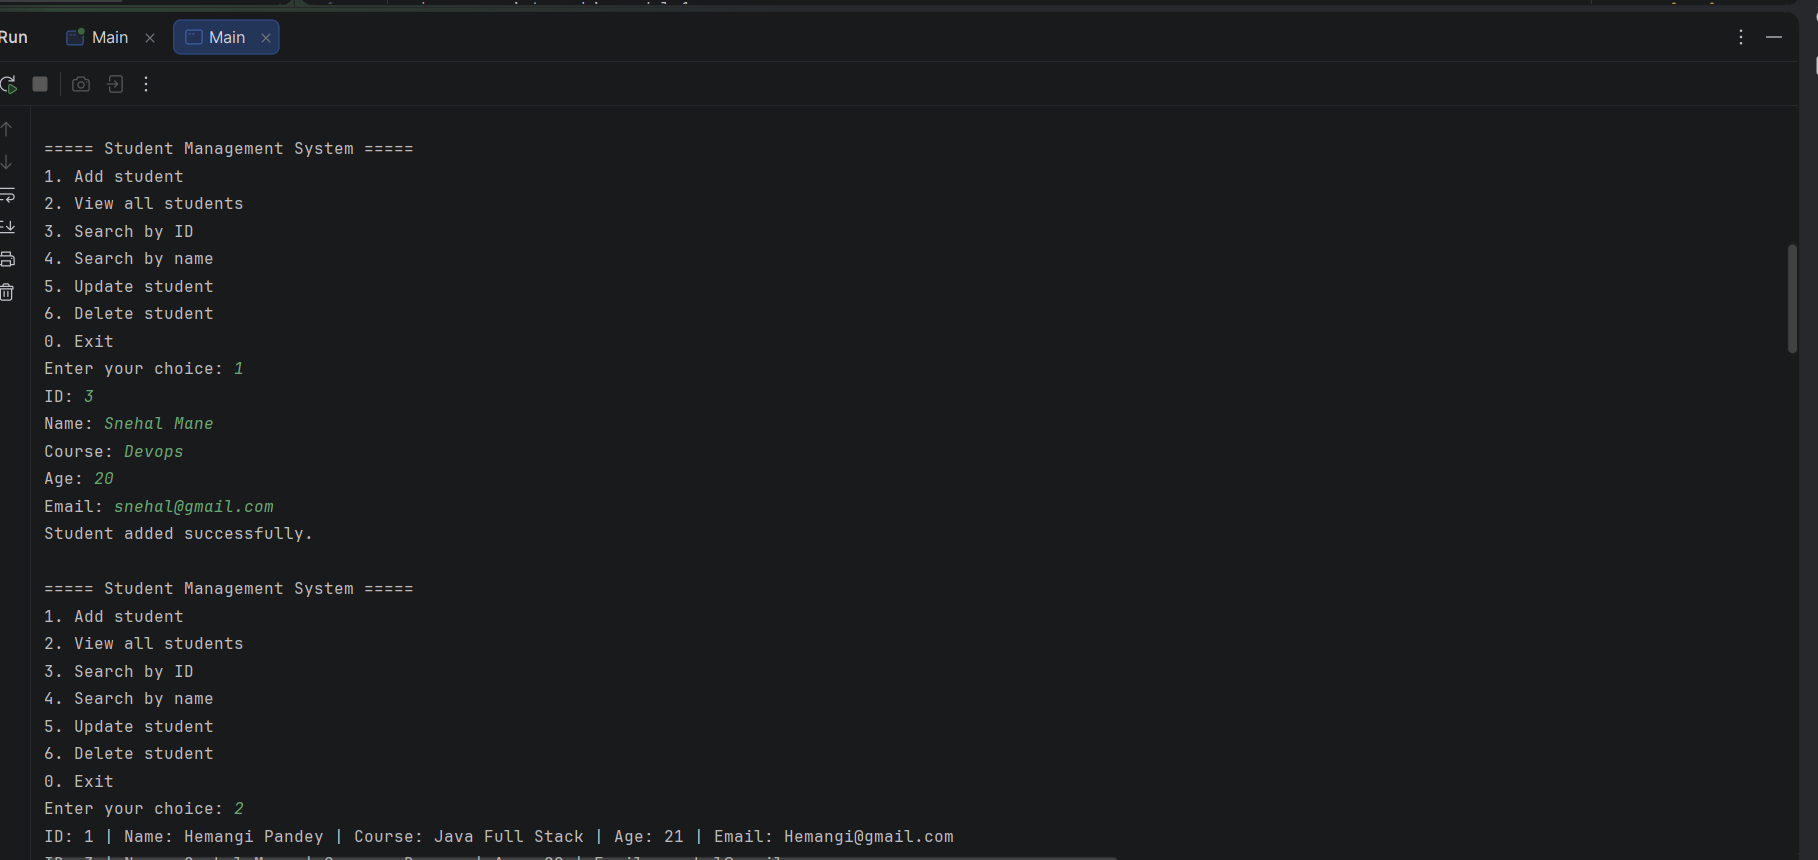 Run Main Main
===== Student Management System =====
1. Add student
2. View all students
3. Search by ID
4. Search by name
5. Update student
6. Delete student
0. Exit
Enter your choice: 1
ID: 3
Name: Snehal Mane
Course: Devops
Age: 20
Email: snehal@gmail.com
Student added successfully.
===== Student Management System =====
1. Add student
2. View all students
3. Search by ID
4. Search by name
5. Update student
6. Delete student
0. Exit
Enter your choice: 2
ID: 1 | Name: Hemangi Pandey | Course: Java Full Stack | Age: 21 | Email: Hemangi@gmail.com